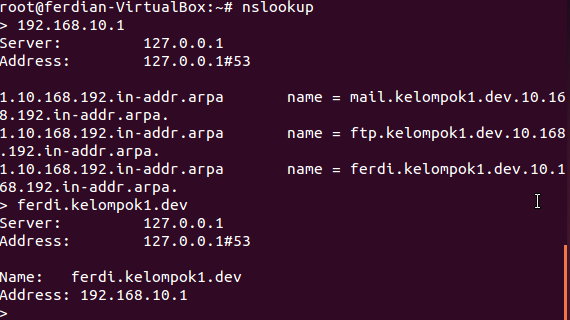 root@ferdian-VirtualBox:~# nslookup
> 192.168.10.1
Server:         127.0.0.1
Address:        127.0.0.1#53

1.10.168.192.in-addr.arpa       name = mail.kelompok1.dev.10.16
8.192.in-addr.arpa.
1.10.168.192.in-addr.arpa       name = ftp.kelompok1.dev.10.168
.192.in-addr.arpa.
1.10.168.192.in-addr.arpa       name = ferdi.kelompok1.dev.10.1
68.192.in-addr.arpa.
> ferdi.kelompok1.dev
Server:         127.0.0.1
Address:        127.0.0.1#53

Name:   ferdi.kelompok1.dev
Address: 192.168.10.1
>